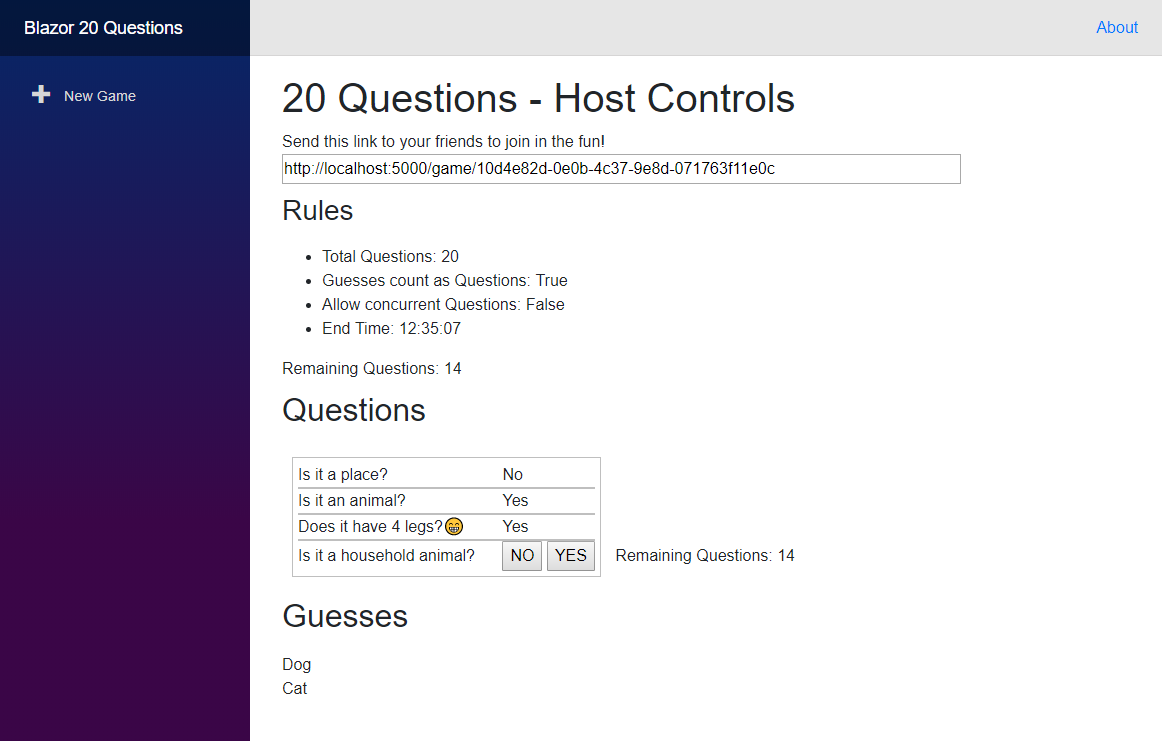 Blazor 20 Questions
About
New Game
20 Questions - Host Controls
Send this link to your friends to join in the fun!
http://localhost:5000/game/10d4e82d-0e0b-4c37-9e8d-071763f11e0c
Rules
• Total Questions: 20
• Guesses count as Questions: True
• Allow concurrent Questions: False
• End Time: 12:35:07
Remaining Questions: 14
Questions
Is it a place? No
Is it an animal? Yes
Does it have 4 legs?😁 Yes
Is it a household animal? NO YES Remaining Questions: 14
Guesses
Dog
Cat